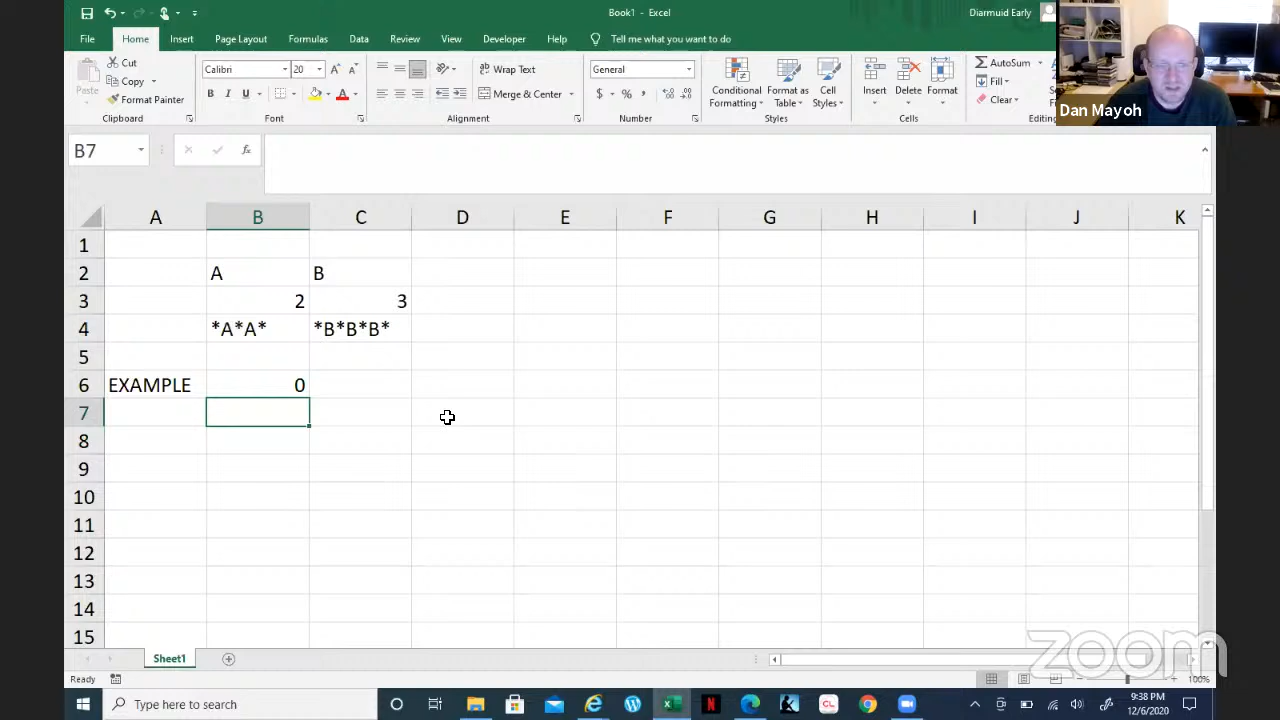 Book1 - Excel
Diarmuid Early
File Home Insert Page Layout Formulas Data Review View Developer Help Tell me what you want to do
Paste
Cut
Copy
Format Painter
Clipboard
Calibri 20
B I U
Font
Wrap Text
Merge & Center
Alignment
General
$ % ,
Number
Conditional Formatting
Format as Table
Cell Styles
Styles
Insert
Delete
Format
Cells
AutoSum
Fill
Clear
Editing
Dan Mayoh
B7
fx
A B C D E F G H I J K
1
2 A B
3 2 3
4 *A*A* *B*B*B*
5
6 EXAMPLE 0
7
8
9
10
11
12
13
14
15
Sheet1
Ready
100%
zoom
Type here to search
9:38 PM
12/6/2020